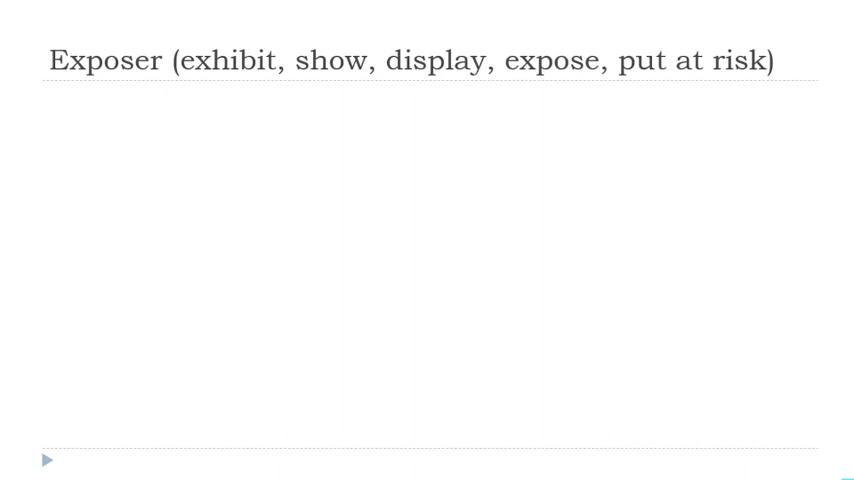 Exposer (exhibit, show, display, expose, put at risk)